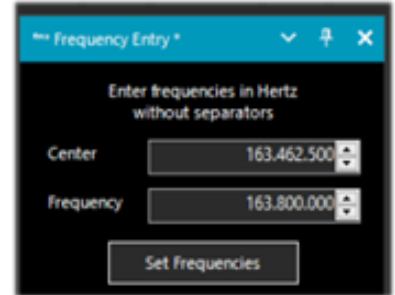 Frequency Entry *
Enter frequencies in Hertz
without separators
Center 163.462.500
Frequency 163.800.000
Set Frequencies